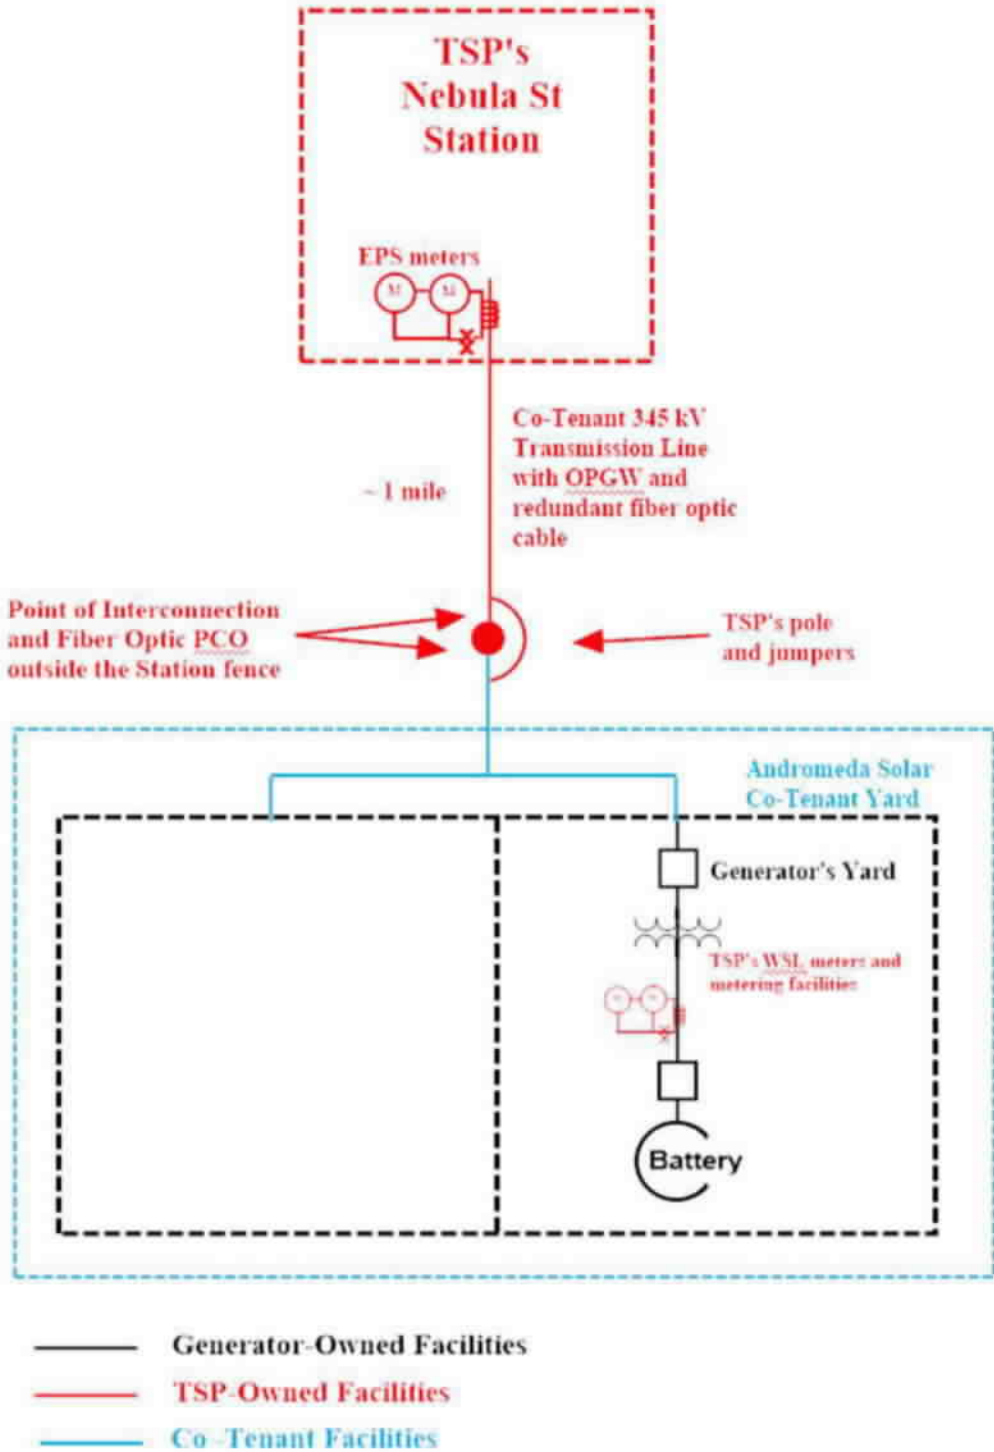 TSP's
Nebula St
Station
EPS meters
M
M
Co-Tenant 345 kV
Transmission Line
with OPGW and
redundant fiber optic
cable
~ 1 mile
Point of Interconnection
and Fiber Optic PCO
outside the Station fence
TSP's pole
and jumpers
Andromeda Solar
Co-Tenant Yard
Generator's Yard
TSP's WSL meters and
metering facilities
Battery
Generator-Owned Facilities
TSP-Owned Facilities
Co -Tenant Facilities